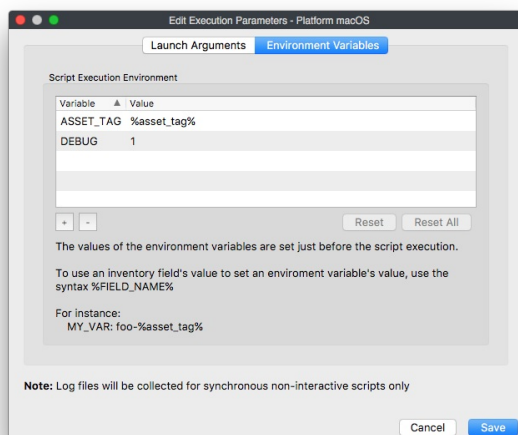 Edit Execution Parameters - Platform macOS
Launch Arguments Environment Variables
Script Execution Environment
Variable ▲ Value
ASSET_TAG %asset_tag%
DEBUG 1
+ - Reset Reset All
The values of the environment variables are set just before the script execution.
To use an inventory field's value to set an enviroment variable's value, use the
syntax %FIELD_NAME%
For instance:
MY_VAR: foo-%asset_tag%
Note: Log files will be collected for synchronous non-interactive scripts only
Cancel Save